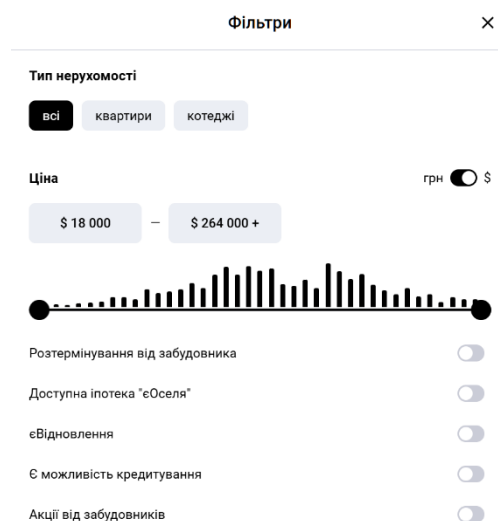 Фільтри
Тип нерухомості
всі квартири котеджі
Ціна грн $
$ 18 000 – $ 264 000 +
Розтермінування від забудовника
Доступна іпотека "єОселя"
єВідновлення
Є можливість кредитування
Акції від забудовників